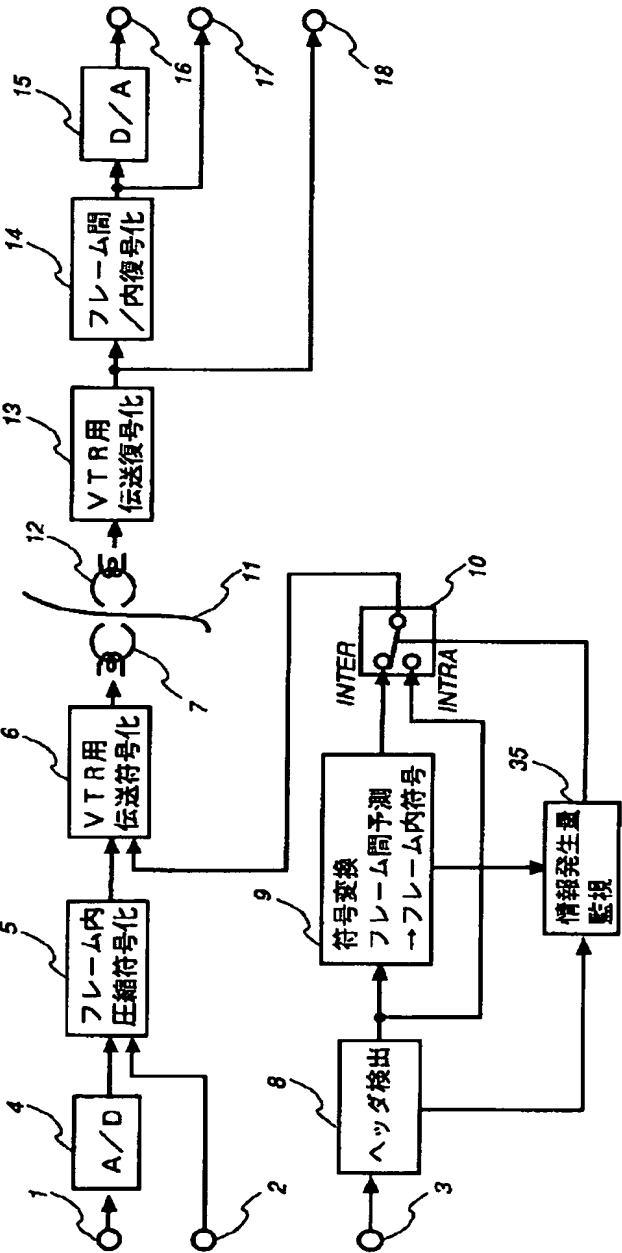 1
2
3
4
A/D
5
フレーム内
圧縮符号化
6
VTR用
伝送符号化
7
11
12
13
VTR用
伝送復号化
14
フレーム間
/内復号化
15
D/A
16
17
18
8
ヘッダ検出
9
符号変換
フレーム間予測
→フレーム内符号
INTER
INTRA
10
35
情報発生量
監視